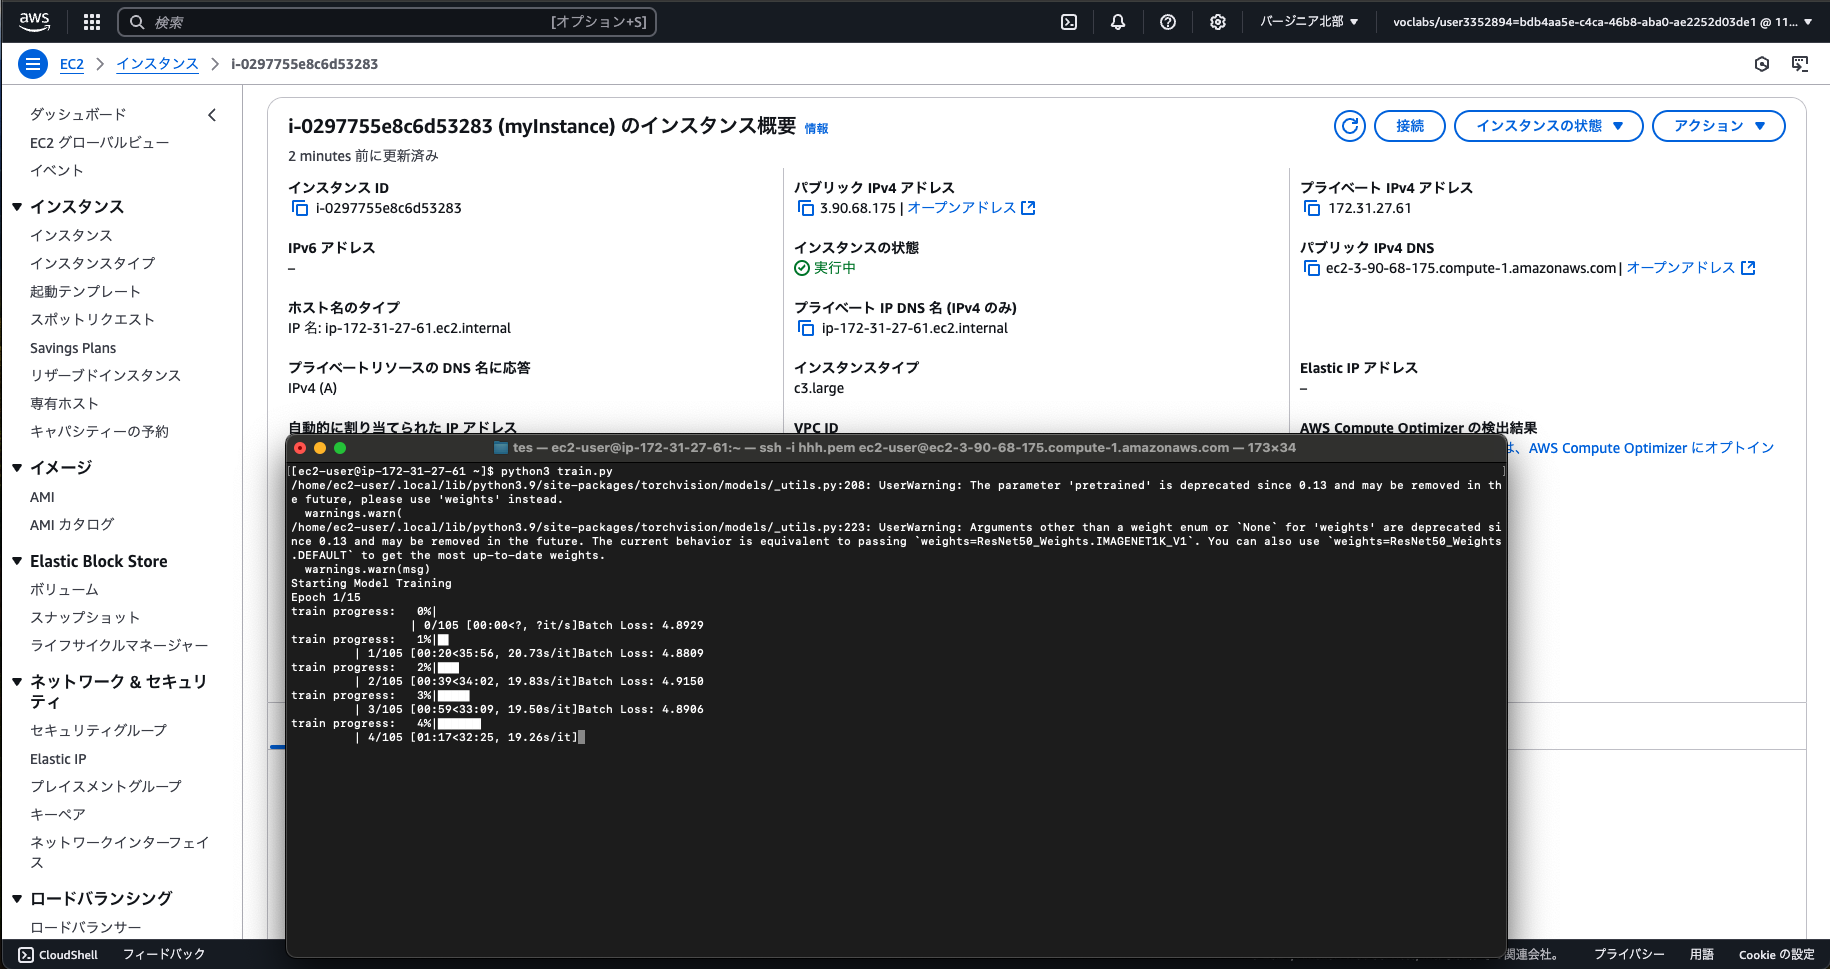 aws
検索
[オプション+S]
バージニア北部
voclabs/user3352894=bdb4aa5e-c4ca-46b8-aba0-ae2252d03de1 @ 11...
EC2 > インスタンス > i-0297755e8c6d53283
ダッシュボード
EC2 グローバルビュー
イベント
インスタンス
インスタンス
インスタンスタイプ
起動テンプレート
スポットリクエスト
Savings Plans
リザーブドインスタンス
専有ホスト
キャパシティーの予約
イメージ
AMI
AMI カタログ
Elastic Block Store
ボリューム
スナップショット
ライフサイクルマネージャー
ネットワーク & セキュリ
ティ
セキュリティグループ
Elastic IP
プレイスメントグループ
キーペア
ネットワークインターフェイ
ス
ロードバランシング
ロードバランサー
i-0297755e8c6d53283 (myInstance) のインスタンス概要 情報
2 minutes 前に更新済み
接続
インスタンスの状態
アクション
インスタンス ID
i-0297755e8c6d53283
パブリック IPv4 アドレス
3.90.68.175 | オープンアドレス
プライベート IPv4 アドレス
172.31.27.61
IPv6 アドレス
–
インスタンスの状態
実行中
パブリック IPv4 DNS
ec2-3-90-68-175.compute-1.amazonaws.com | オープンアドレス
ホスト名のタイプ
IP 名: ip-172-31-27-61.ec2.internal
プライベート IP DNS 名 (IPv4 のみ)
ip-172-31-27-61.ec2.internal
プライベートリソースの DNS 名に応答
IPv4 (A)
インスタンスタイプ
c3.large
Elastic IP アドレス
–
自動的に割り当てられた IP アドレス
VPC ID
AWS Compute Optimizer の検出結果
は、AWS Compute Optimizer にオプトイン
tes — ec2-user@ip-172-31-27-61:~ — ssh -i hhh.pem ec2-user@ec2-3-90-68-175.compute-1.amazonaws.com — 173×34
[[ec2-user@ip-172-31-27-61 ~]$ python3 train.py ]
/home/ec2-user/.local/lib/python3.9/site-packages/torchvision/models/_utils.py:208: UserWarning: The parameter 'pretrained' is deprecated since 0.13 and may be removed in th
e future, please use 'weights' instead.
warnings.warn(
/home/ec2-user/.local/lib/python3.9/site-packages/torchvision/models/_utils.py:223: UserWarning: Arguments other than a weight enum or `None` for 'weights' are deprecated si
nce 0.13 and may be removed in the future. The current behavior is equivalent to passing `weights=ResNet50_Weights.IMAGENET1K_V1`. You can also use `weights=ResNet50_Weights
.DEFAULT` to get the most up-to-date weights.
warnings.warn(msg)
Starting Model Training
Epoch 1/15
train progress:   0%|
| 0/105 [00:00<?, ?it/s]Batch Loss: 4.8929
train progress:   1%|
| 1/105 [00:20<35:56, 20.73s/it]Batch Loss: 4.8809
train progress:   2%|
| 2/105 [00:39<34:02, 19.83s/it]Batch Loss: 4.9150
train progress:   3%|
| 3/105 [00:59<33:09, 19.50s/it]Batch Loss: 4.8906
train progress:   4%|
| 4/105 [01:17<32:25, 19.26s/it]
CloudShell
フィードバック
関連会社。
プライバシー
用語
Cookie の設定